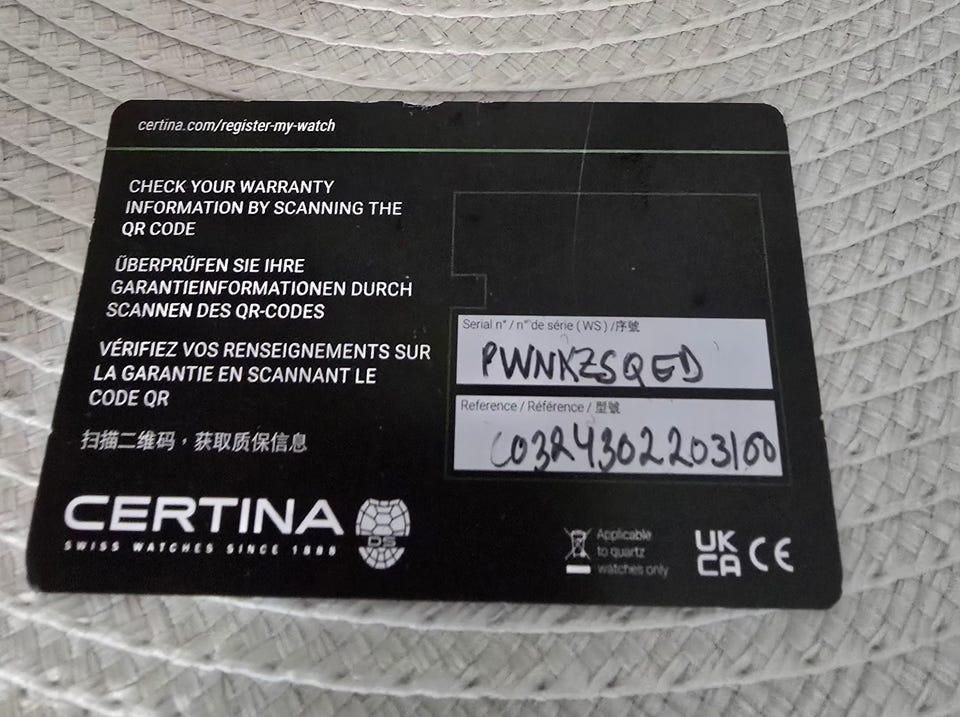 certina.com/register-my-watch
CHECK YOUR WARRANTY
INFORMATION BY SCANNING THE
QR CODE
ÜBERPRÜFEN SIE IHRE
GARANTIEINFORMATIONEN DURCH
SCANNEN DES QR-CODES
VÉRIFIEZ VOS RENSEIGNEMENTS SUR
LA GARANTIE EN SCANNANT LE
CODE QR
扫描二维码，获取质保信息
Serial n° / n° de série ( WS ) /序號
PWNKZSQED
Reference / Référence / 型號
C0324302203100
CERTINA
SWISS WATCHES SINCE 1888
DS
Applicable
to quartz
watches only
UK
CA
CE